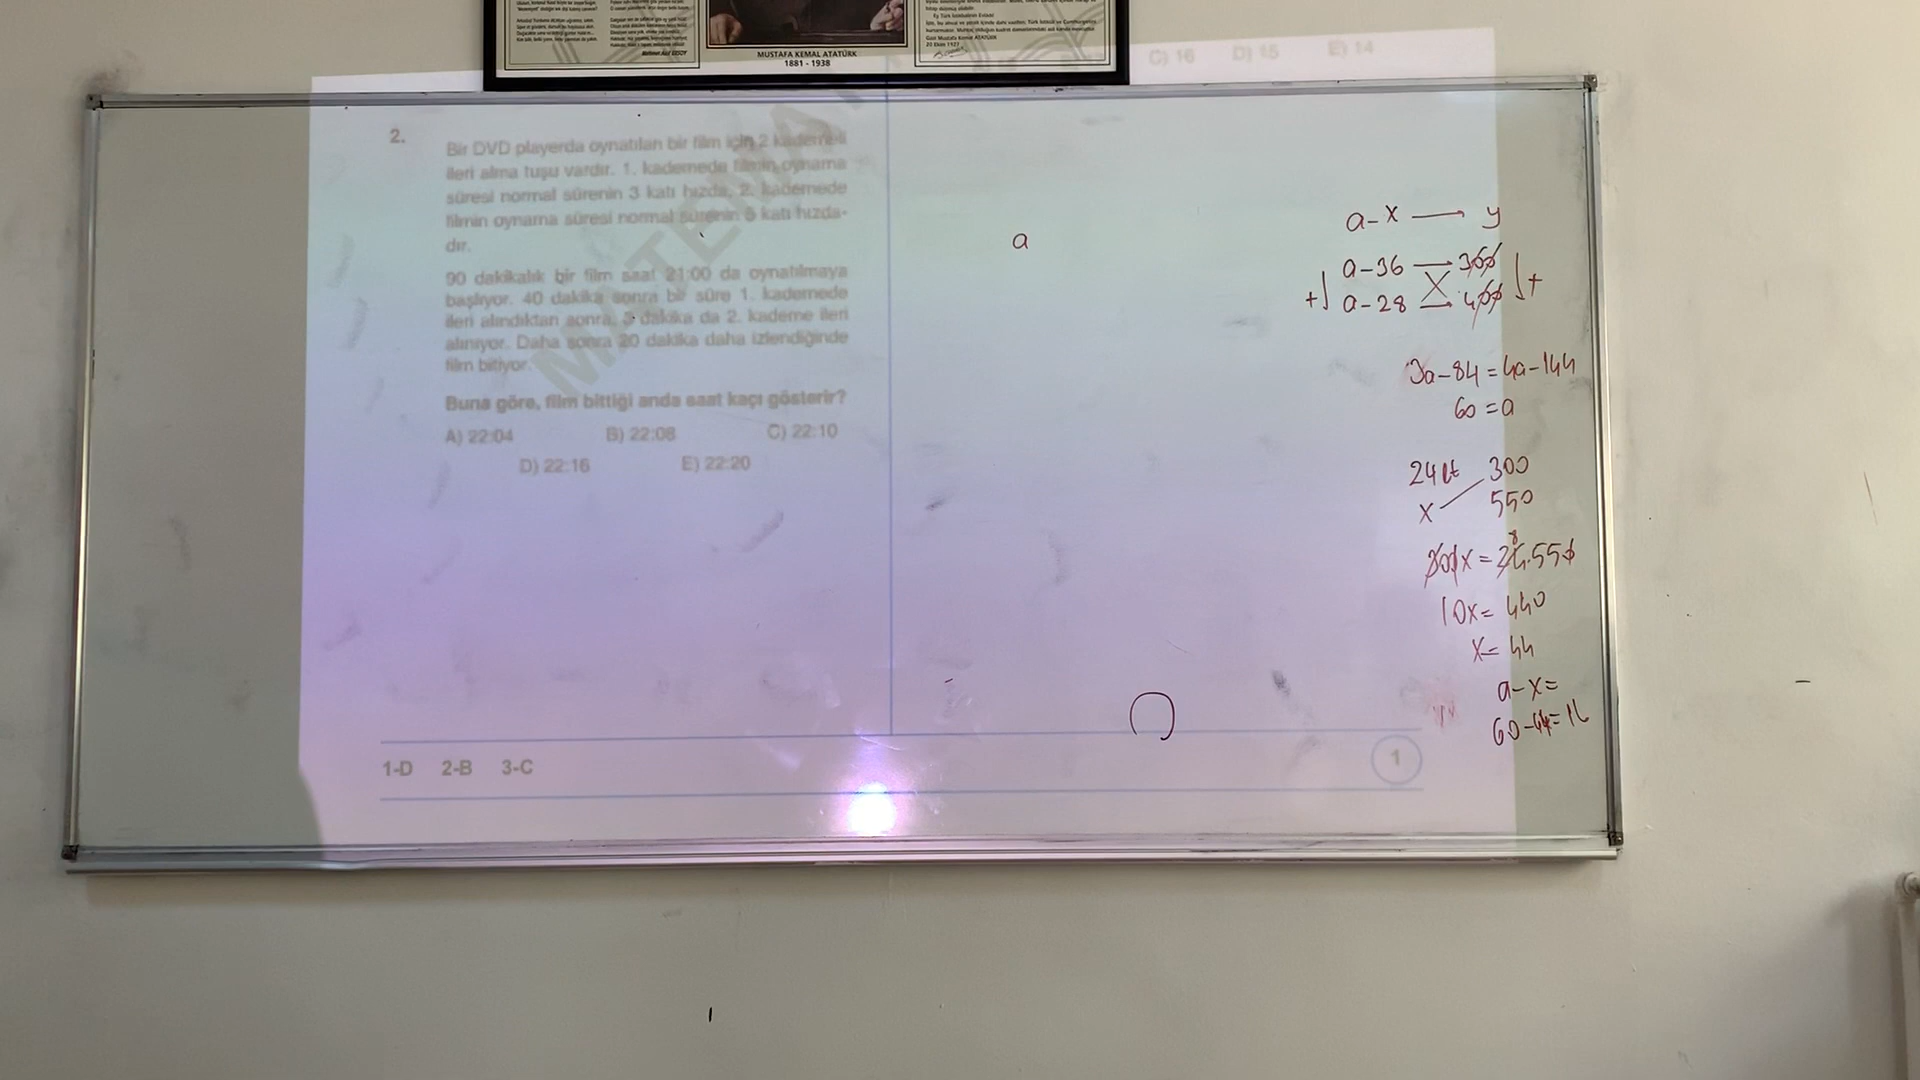 MUSTAFA KEMAL ATATÜRK
1881 - 1938
C) 16 D) 15 E) 14
MATEMAT
2.
Bir DVD playerda oynatılan bir film için 2 kademeli
ileri alma tuşu vardır. 1. kademede filmin oynama
süresi normal sürenin 3 katı hızda, 2. kademede
filmin oynama süresi normal sürenin 5 katı hızda-
dır.
90 dakikalık bir film saat 21:00 da oynatılmaya
başlıyor. 40 dakika sonra bir süre 1. kademede
ileri alındıktan sonra, 3 dakika da 2. kademe ileri
alınıyor. Daha sonra 20 dakika daha izlendiğinde
film bitiyor.
Buna göre, film bittiği anda saat kaçı gösterir?
A) 22:04 B) 22:08 C) 22:10
D) 22:16 E) 22:20
1-D 2-B 3-C
1
a
a-x — y
a-36 — 300
+ a-28 — 400 +
3a-84=4a-144
60=a
24 lt 300
x 550
300x=24.550
10x=440
x=44
a-x=
60-44=16